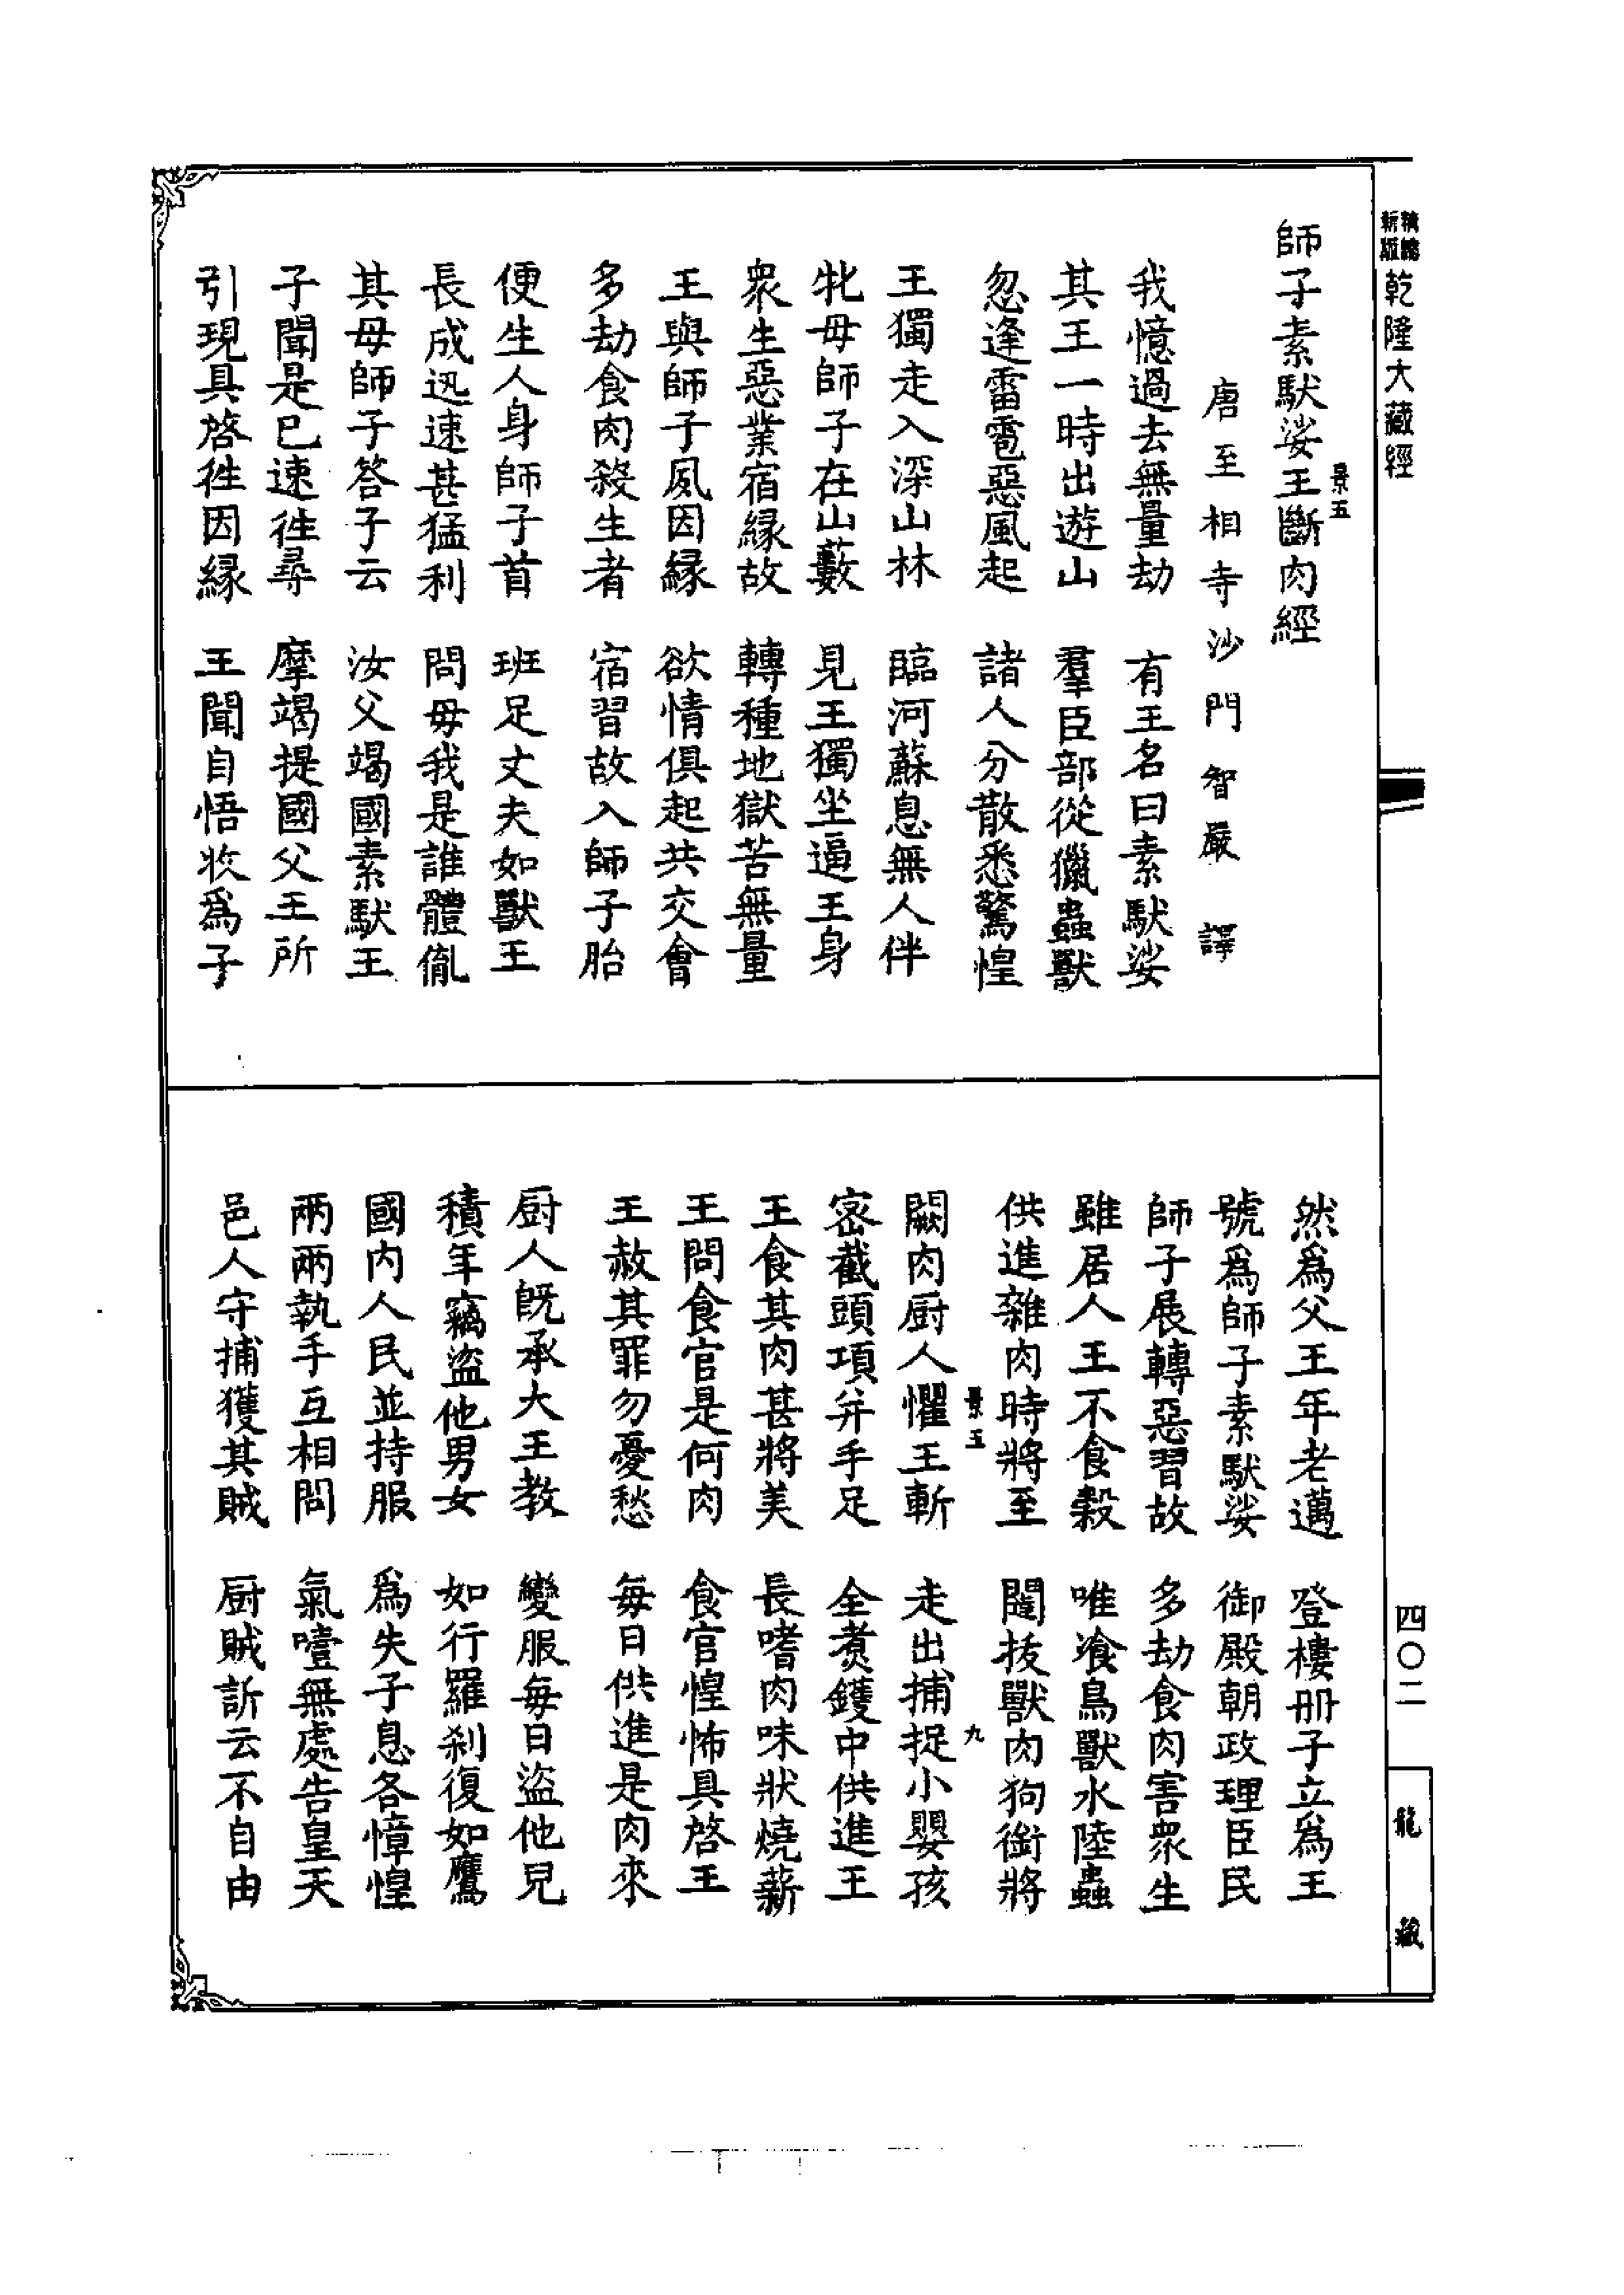 新版
精縮
乾隆大藏經
師子素馱娑王斷肉經
景五
唐至相寺沙門智嚴 譯
我憶過去無量劫 有王名曰素馱娑
其王一時出遊山 羣臣部從獵蟲獸
忽逢雷雹惡風起 諸人分散悉驚惶
王獨走入深山林 臨河蘇息無人伴
牝毋師子在山藪 見王獨坐逼王身
衆生惡業宿緣故 轉種地獄苦無量
王與師子夙因緣 欲情俱起共交會
多劫食肉殺生者 宿習故入師子胎
便生人身師子首 班足丈夫如獸王
長成迅速甚猛利 問毋我是誰體胤
其母師子答子云 汝父竭國素馱王
子聞是已速徃尋 摩竭提國父王所
引現具啓徃因緣 王聞自悟收爲子
然爲父王年老邁 登樓册子立爲王
號爲師子素馱娑 御殿朝政理臣民
師子展轉惡習故 多劫食肉害衆生
雖居人王不食穀 唯飡鳥獸水陸蟲
供進雜肉時將至 闥拔獸肉狗銜將
景五 九
闕肉厨人懼王斬 走出捕捉小嬰孩
密截頭項并手足 全煑鑊中供進王
王食其肉甚將美 長嗜肉味狀燒薪
王問食官是何肉 食官惶怖具啓王
王赦其罪勿憂愁 每日供進是肉來
厨人旣承大王教 變服每日盜他兒
積年竊盜他男女 如行羅刹復如鷹
國內人民並持服 爲失子息各慞惶
兩兩執手互相問 氣噎無處告皇天
邑人守捕獲其賊 厨賊訢云不自由
四〇二
龍藏